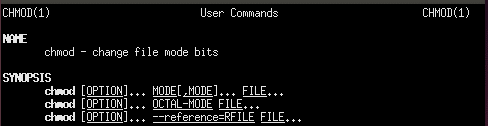 CHMOD(1) User Commands CHMOD(1)
NAME
chmod - change file mode bits
SYNOPSIS
chmod [OPTION]... MODE[,MODE]... FILE...
chmod [OPTION]... OCTAL-MODE FILE...
chmod [OPTION]... --reference=RFILE FILE...